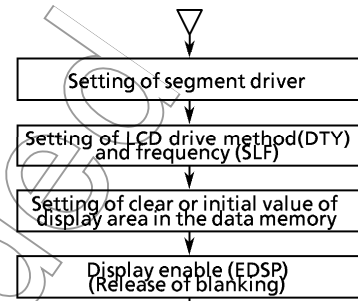 Setting of segment driver
Setting of LCD drive method(DTY)
and frequency (SLF)
Setting of clear or initial value of
display area in the data memory
Display enable (EDSP)
(Release of blanking)